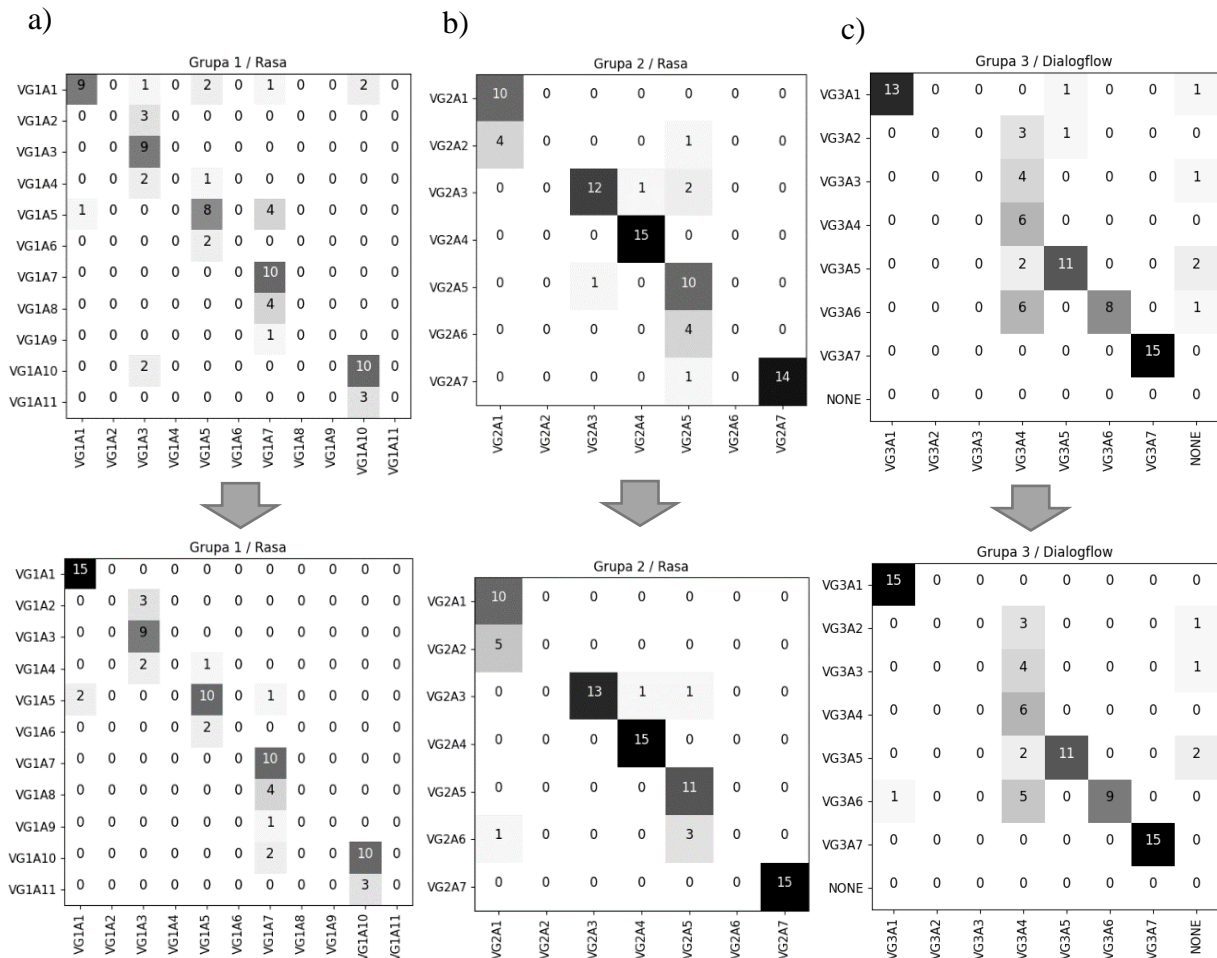 a)
Grupa 1 / Rasa
VG1A1 9 0 1 0 2 0 1 0 0 2 0
VG1A2 0 0 3 0 0 0 0 0 0 0 0
VG1A3 0 0 9 0 0 0 0 0 0 0 0
VG1A4 0 0 2 0 1 0 0 0 0 0 0
VG1A5 1 0 0 0 8 0 4 0 0 0 0
VG1A6 0 0 0 0 2 0 0 0 0 0 0
VG1A7 0 0 0 0 0 0 10 0 0 0 0
VG1A8 0 0 0 0 0 0 4 0 0 0 0
VG1A9 0 0 0 0 0 0 1 0 0 0 0
VG1A10 0 0 2 0 0 0 0 0 0 10 0
VG1A11 0 0 0 0 0 0 0 0 0 3 0
VG1A1 VG1A2 VG1A3 VG1A4 VG1A5 VG1A6 VG1A7 VG1A8 VG1A9 VG1A10 VG1A11
b)
Grupa 2 / Rasa
VG2A1 10 0 0 0 0 0 0
VG2A2 4 0 0 0 1 0 0
VG2A3 0 0 12 1 2 0 0
VG2A4 0 0 0 15 0 0 0
VG2A5 0 0 1 0 10 0 0
VG2A6 0 0 0 0 4 0 0
VG2A7 0 0 0 0 1 0 14
VG2A1 VG2A2 VG2A3 VG2A4 VG2A5 VG2A6 VG2A7
c)
Grupa 3 / Dialogflow
VG3A1 13 0 0 0 1 0 0 1
VG3A2 0 0 0 3 1 0 0 0
VG3A3 0 0 0 4 0 0 0 1
VG3A4 0 0 0 6 0 0 0 0
VG3A5 0 0 0 2 11 0 0 2
VG3A6 0 0 0 6 0 8 0 1
VG3A7 0 0 0 0 0 0 15 0
NONE 0 0 0 0 0 0 0 0
VG3A1 VG3A2 VG3A3 VG3A4 VG3A5 VG3A6 VG3A7 NONE
Grupa 1 / Rasa
VG1A1 15 0 0 0 0 0 0 0 0 0 0
VG1A2 0 0 3 0 0 0 0 0 0 0 0
VG1A3 0 0 9 0 0 0 0 0 0 0 0
VG1A4 0 0 2 0 1 0 0 0 0 0 0
VG1A5 2 0 0 0 10 0 1 0 0 0 0
VG1A6 0 0 0 0 2 0 0 0 0 0 0
VG1A7 0 0 0 0 0 0 10 0 0 0 0
VG1A8 0 0 0 0 0 0 4 0 0 0 0
VG1A9 0 0 0 0 0 0 1 0 0 0 0
VG1A10 0 0 0 0 0 0 2 0 0 10 0
VG1A11 0 0 0 0 0 0 0 0 0 3 0
VG1A1 VG1A2 VG1A3 VG1A4 VG1A5 VG1A6 VG1A7 VG1A8 VG1A9 VG1A10 VG1A11
Grupa 2 / Rasa
VG2A1 10 0 0 0 0 0 0
VG2A2 5 0 0 0 0 0 0
VG2A3 0 0 13 1 1 0 0
VG2A4 0 0 0 15 0 0 0
VG2A5 0 0 0 0 11 0 0
VG2A6 1 0 0 0 3 0 0
VG2A7 0 0 0 0 0 0 15
VG2A1 VG2A2 VG2A3 VG2A4 VG2A5 VG2A6 VG2A7
Grupa 3 / Dialogflow
VG3A1 15 0 0 0 0 0 0 0
VG3A2 0 0 0 3 0 0 0 1
VG3A3 0 0 0 4 0 0 0 1
VG3A4 0 0 0 6 0 0 0 0
VG3A5 0 0 0 2 11 0 0 2
VG3A6 1 0 0 5 0 9 0 0
VG3A7 0 0 0 0 0 0 15 0
NONE 0 0 0 0 0 0 0 0
VG3A1 VG3A2 VG3A3 VG3A4 VG3A5 VG3A6 VG3A7 NONE